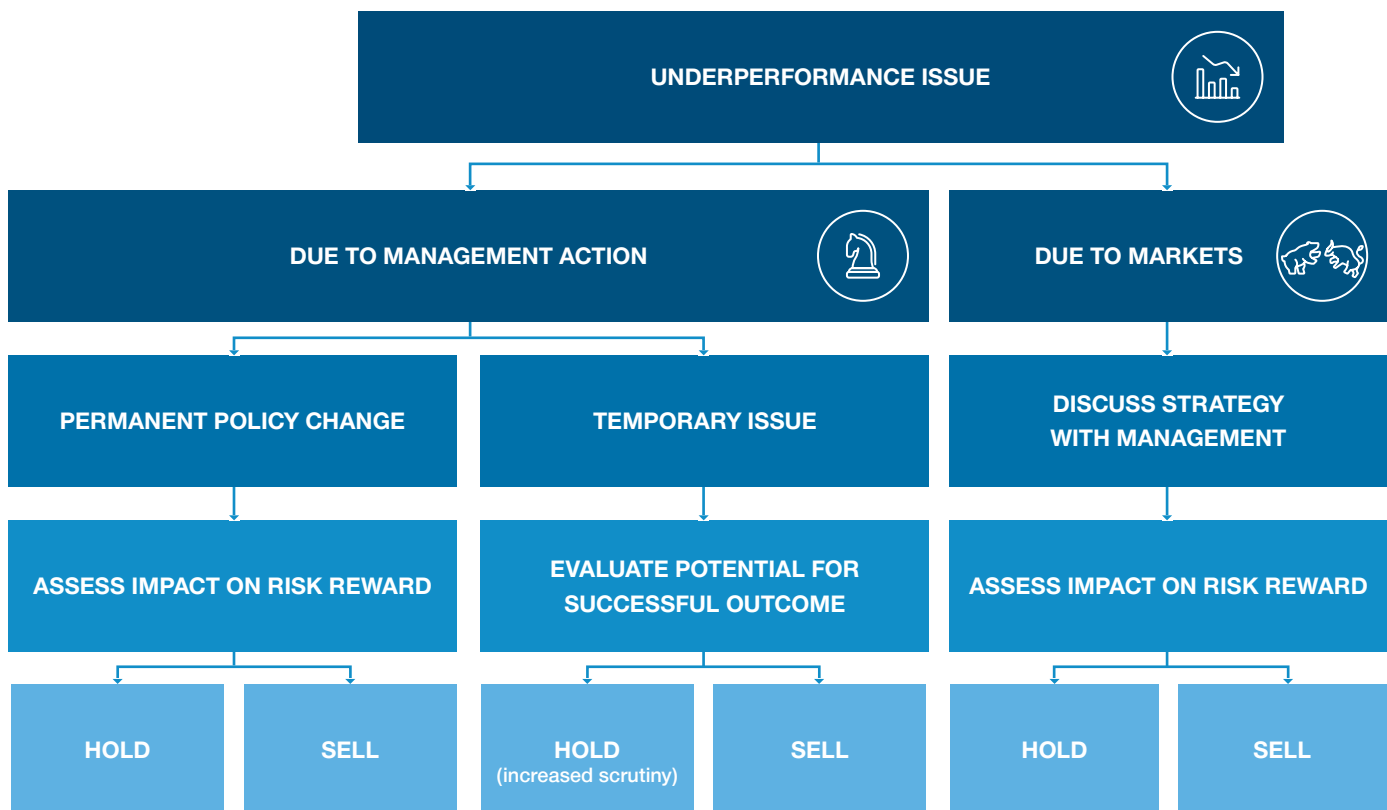 UNDERPERFORMANCE ISSUE
DUE TO MANAGEMENT ACTION
DUE TO MARKETS
PERMANENT POLICY CHANGE
TEMPORARY ISSUE
DISCUSS STRATEGY
WITH MANAGEMENT
ASSESS IMPACT ON RISK REWARD
EVALUATE POTENTIAL FOR
SUCCESSFUL OUTCOME
ASSESS IMPACT ON RISK REWARD
HOLD
SELL
HOLD
(increased scrutiny)
SELL
HOLD
SELL